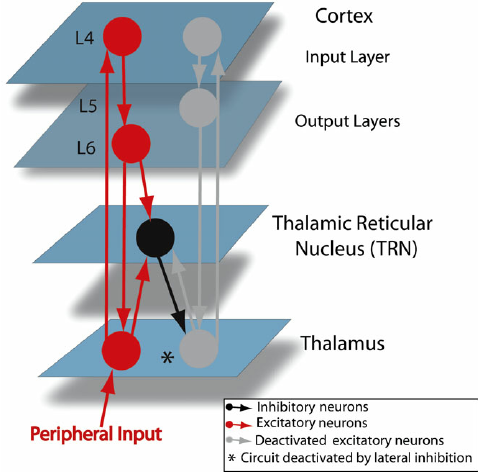 Cortex
L4
Input Layer
L5
Output Layers
L6
Thalamic Reticular
Nucleus (TRN)
Thalamus
*
Peripheral Input
Inhibitory neurons
Excitatory neurons
Deactivated excitatory neurons
* Circuit deactivated by lateral inhibition